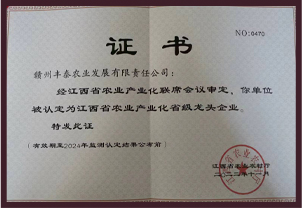 证书
NO:0470
赣州丰泰农业发展有限责任公司：
经江西省农业产业化联席会议审定，你单位
被认定为江西省农业产业化省级龙头企业。
特发此证
（有效期至2024年监测认定结果公布前）